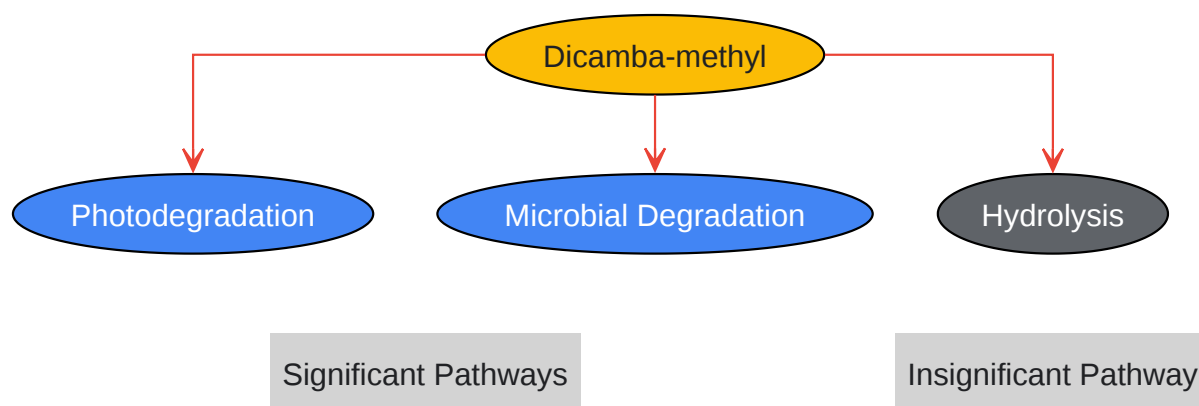 Dicamba-methyl
Photodegradation
Microbial Degradation
Hydrolysis
Significant Pathways
Insignificant Pathway